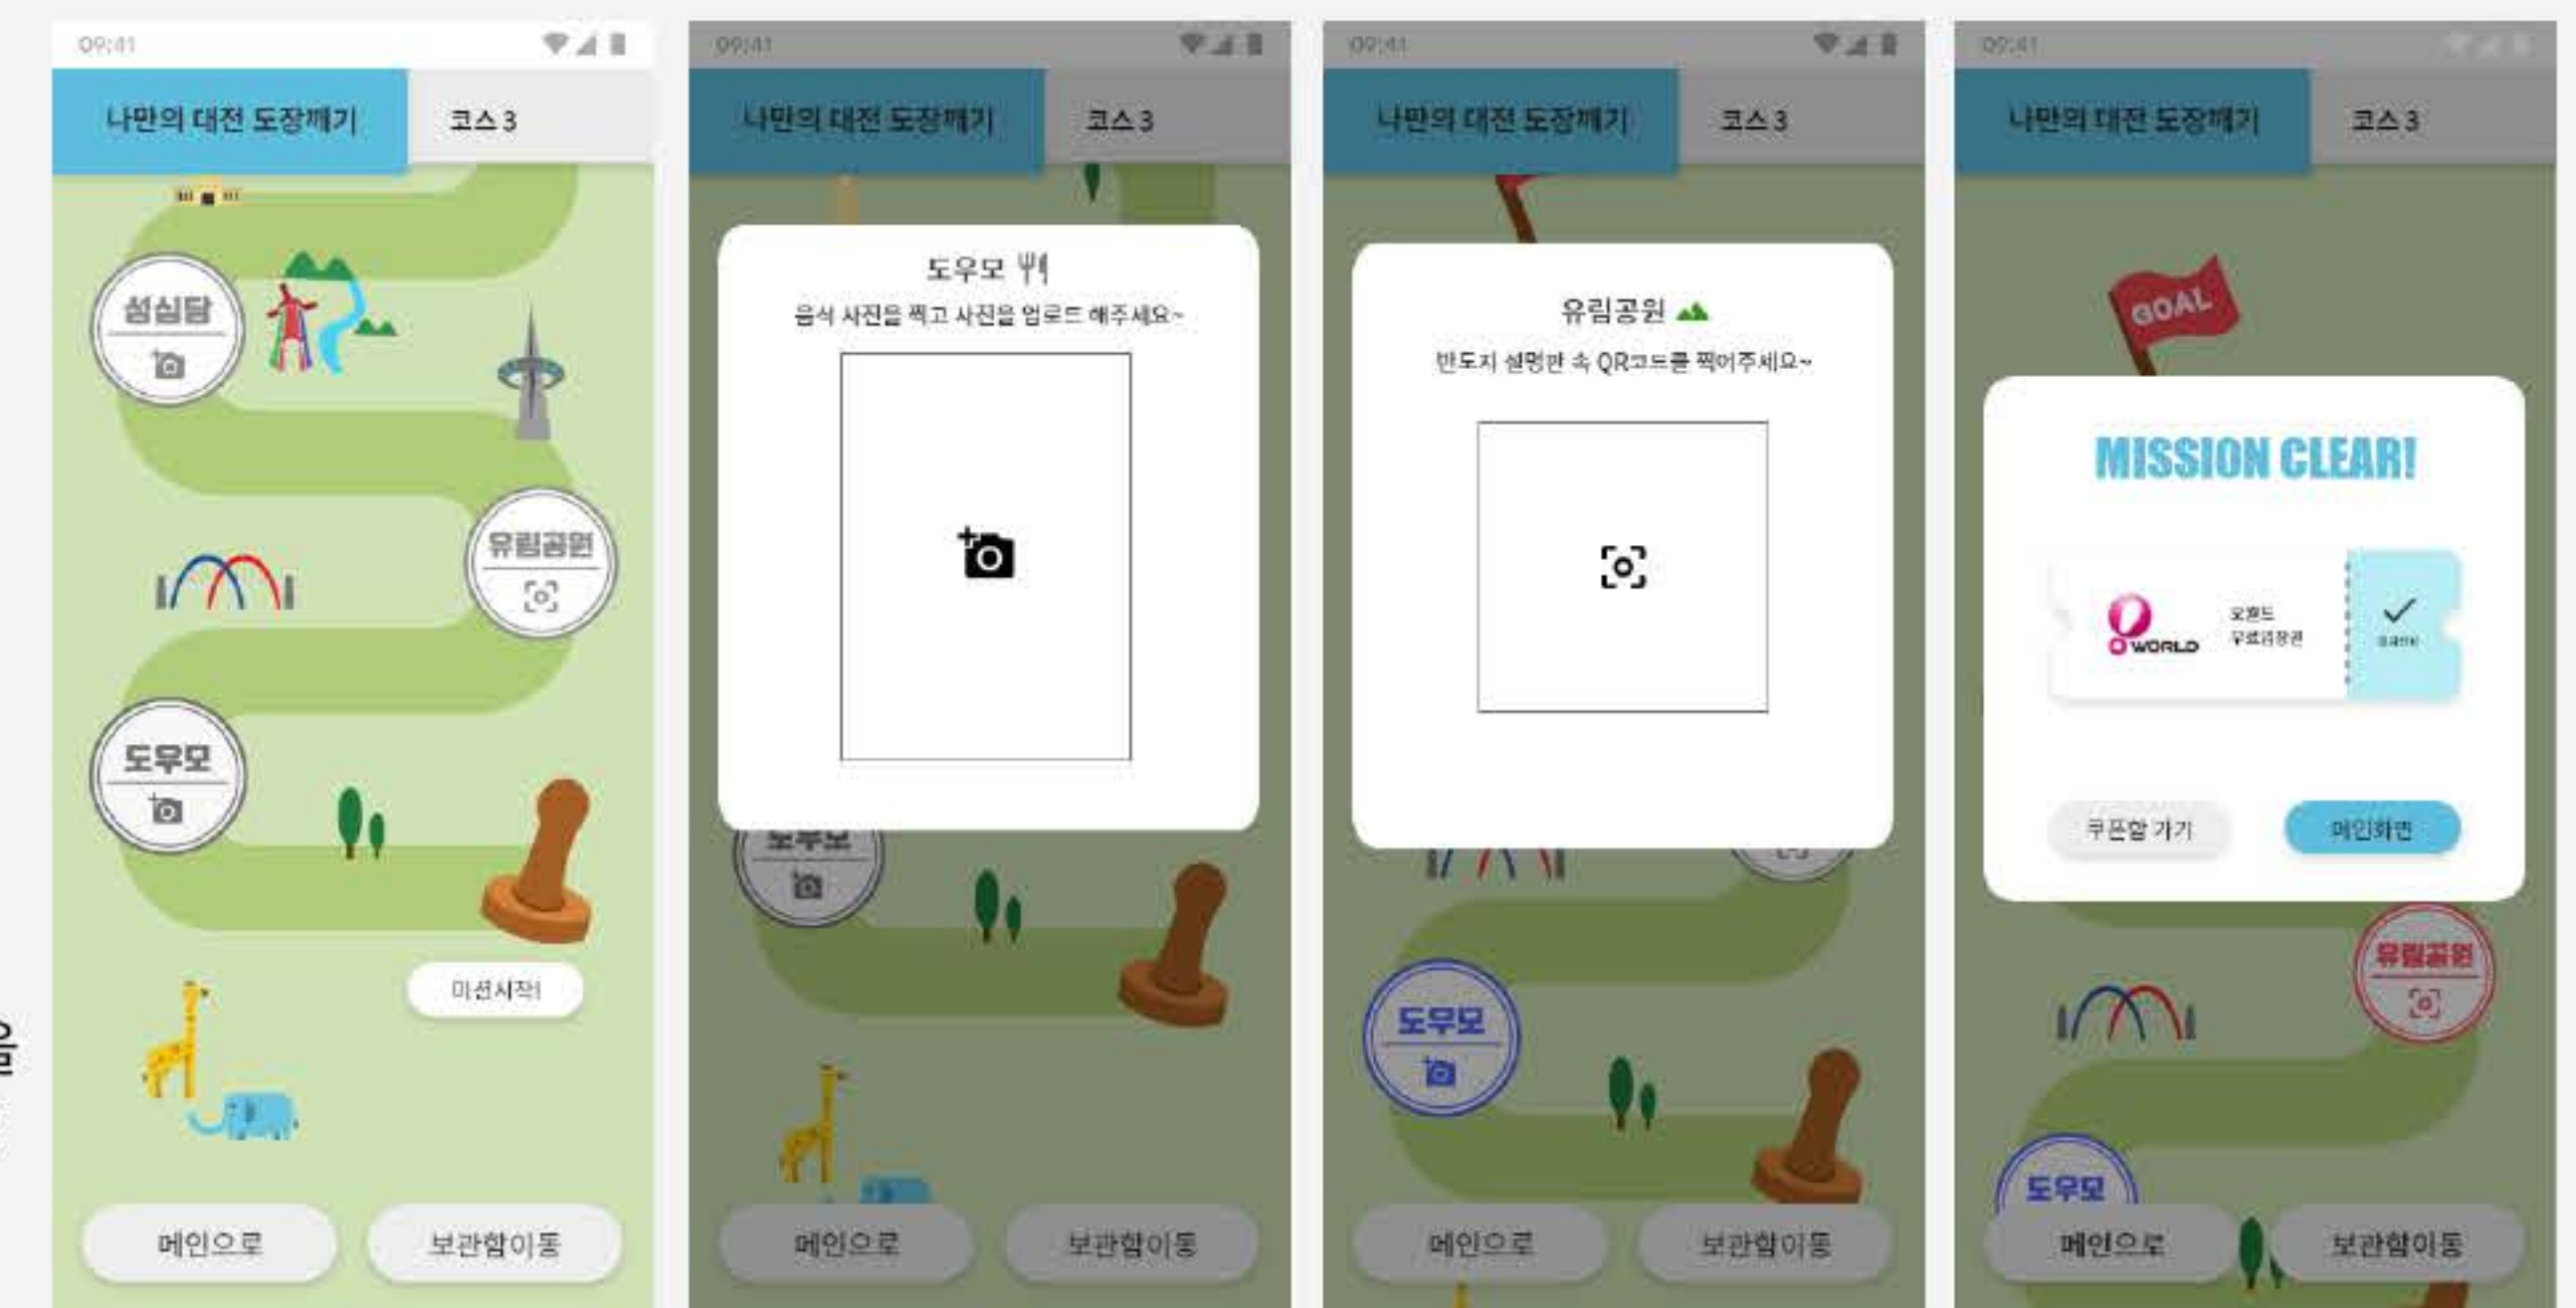 09:41
나만의 대전 도장깨기
코스 3
성심당
유림공원
도우모
미션시작!
메인으로
보관함이동
09:41
나만의 대전 도장깨기
코스 3
도우모
음식 사진을 찍고 사진을 업로드 해주세요~
도우모
메인으로
보관함이동
09:41
나만의 대전 도장깨기
코스 3
유림공원
반도지 설명판 속 QR코드를 찍어주세요~
도우모
메인으로
보관함이동
09:41
나만의 대전 도장깨기
코스 3
GOAL
MISSION CLEAR!
WORLD
오월드
무료입장권
쿠폰함 가기
메인화면
유림공원
도우모
메인으로
보관함이동
을